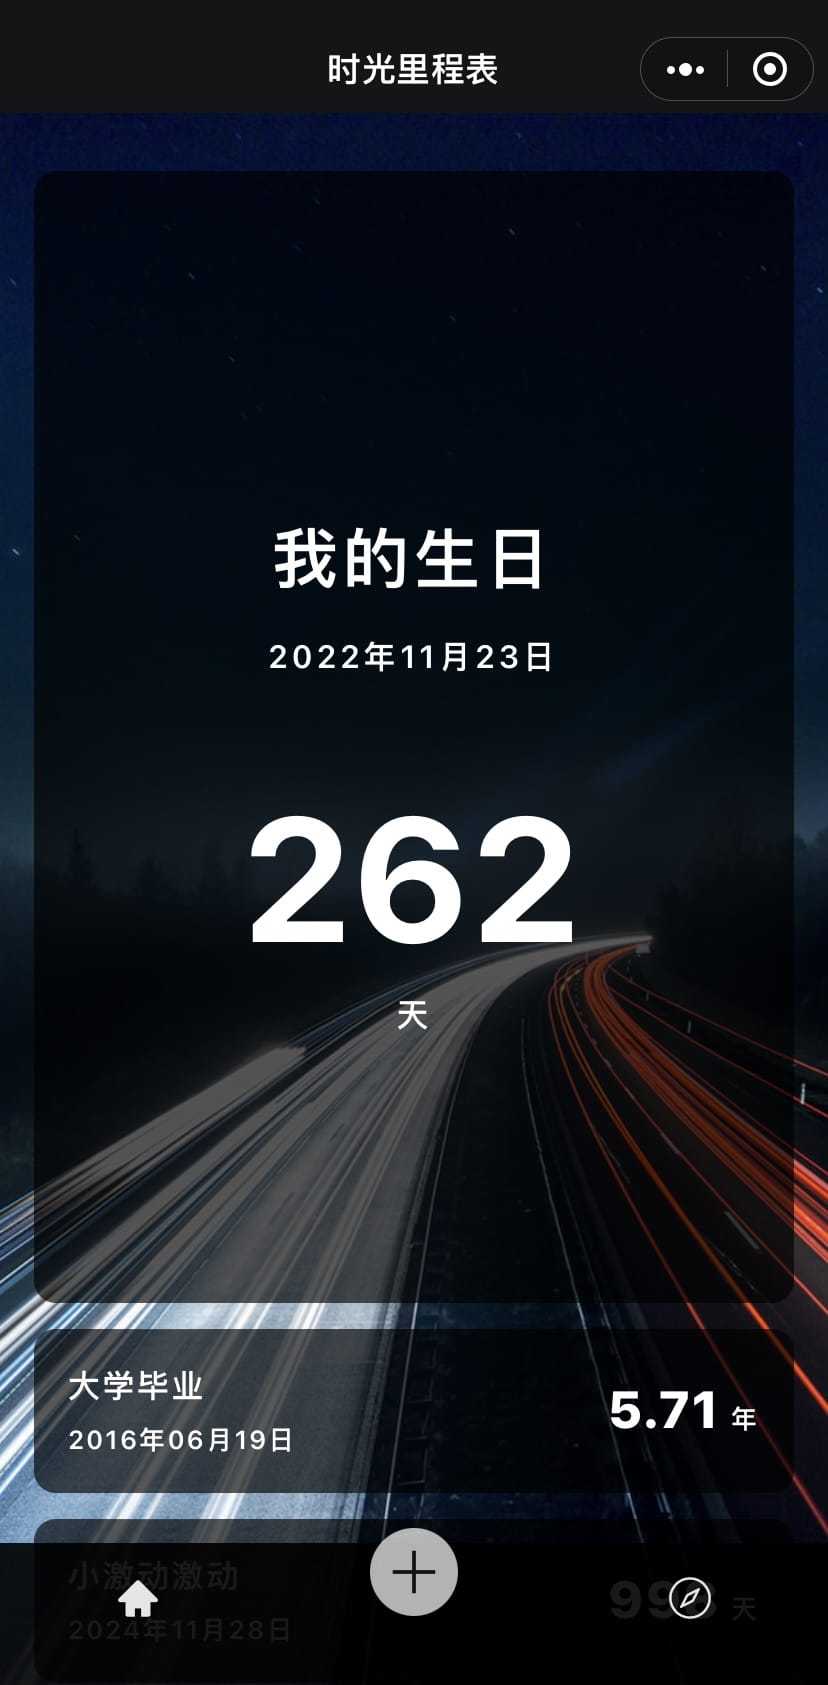 时光里程表
我的生日
2022年11月23日
262
天
大学毕业
2016年06月19日
5.71 年
小激动激动
2024年11月28日
天